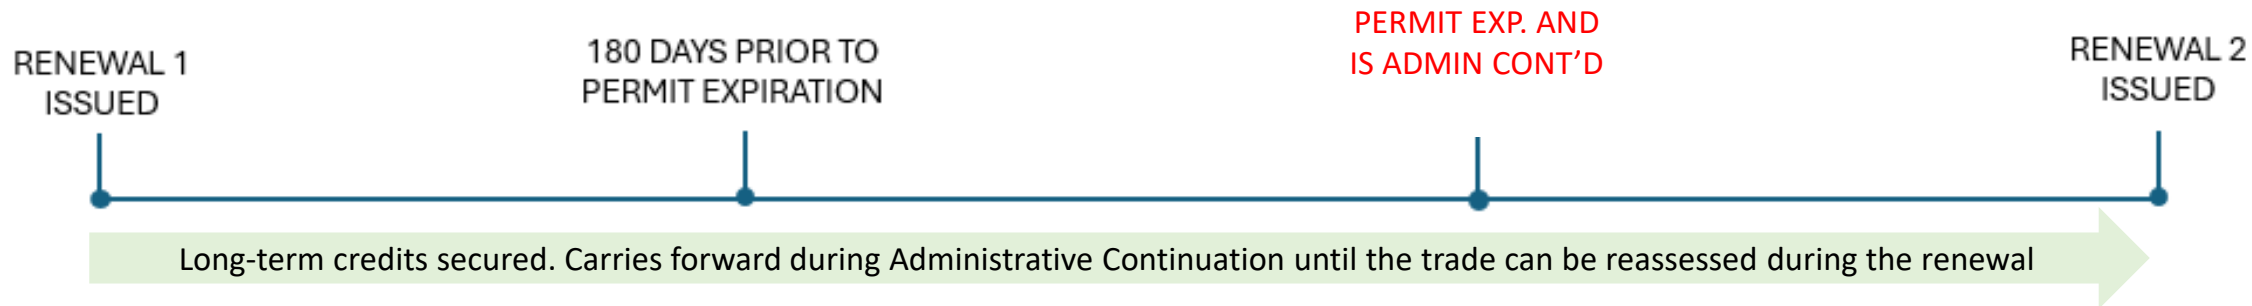 RENEWAL 1
ISSUED
180 DAYS PRIOR TO
PERMIT EXPIRATION
PERMIT EXP. AND
IS ADMIN CONT’D
RENEWAL 2
ISSUED
Long-term credits secured. Carries forward during Administrative Continuation until the trade can be reassessed during the renewal